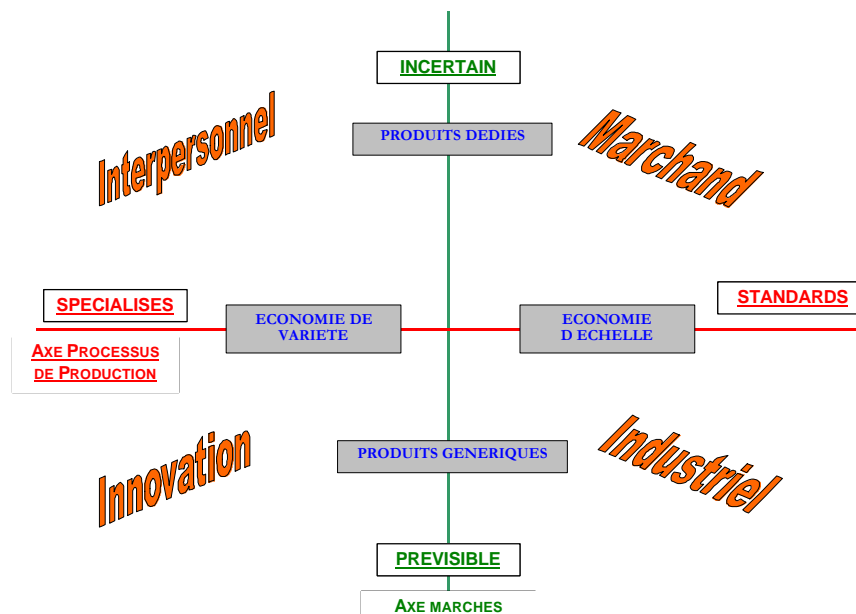 INCERTAIN
Interpersonnel
PRODUITS DEDIES
Marchand
SPECIALISES
STANDARDS
ECONOMIE DE
VARIETE
ECONOMIE
D ECHELLE
AXE PROCESSUS
DE PRODUCTION
Innovation
PRODUITS GENERIQUES
Industriel
PREVISIBLE
AXE MARCHES